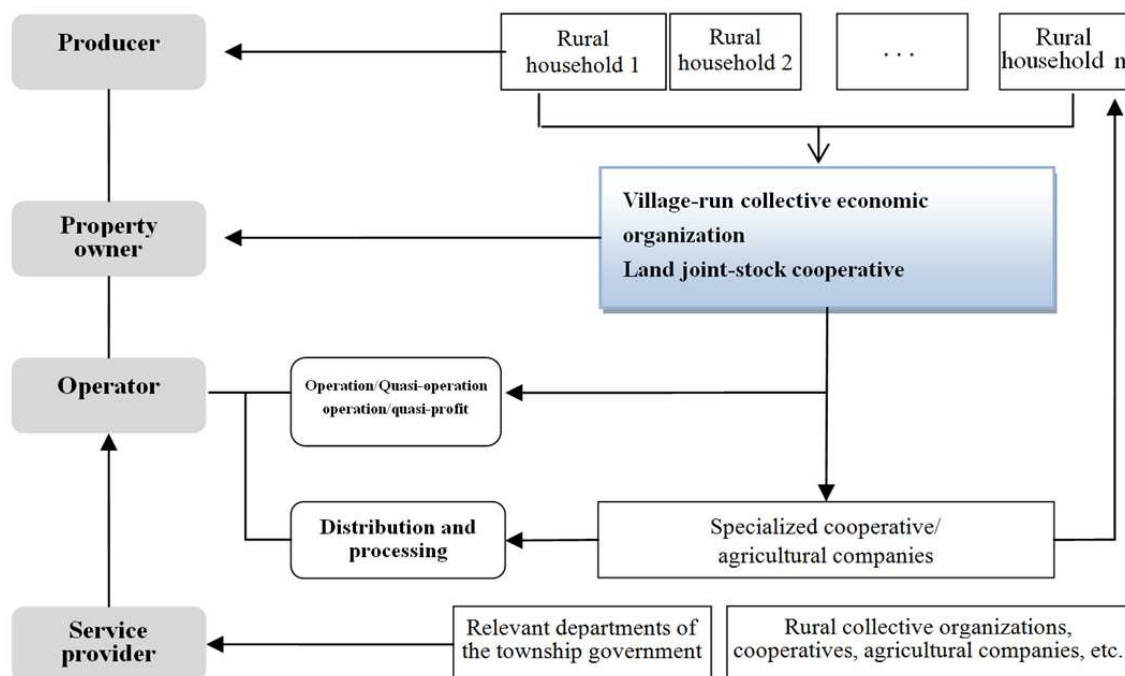 Producer
Rural
household 1
Rural
household 2
. . .
Rural
household n
Property
owner
Village-run collective economic
organization
Land joint-stock cooperative
Operator
Operation/Quasi-operation
operation/quasi-profit
Distribution and
processing
Specialized cooperative/
agricultural companies
Service
provider
Relevant departments of
the township government
Rural collective organizations,
cooperatives, agricultural companies, etc.